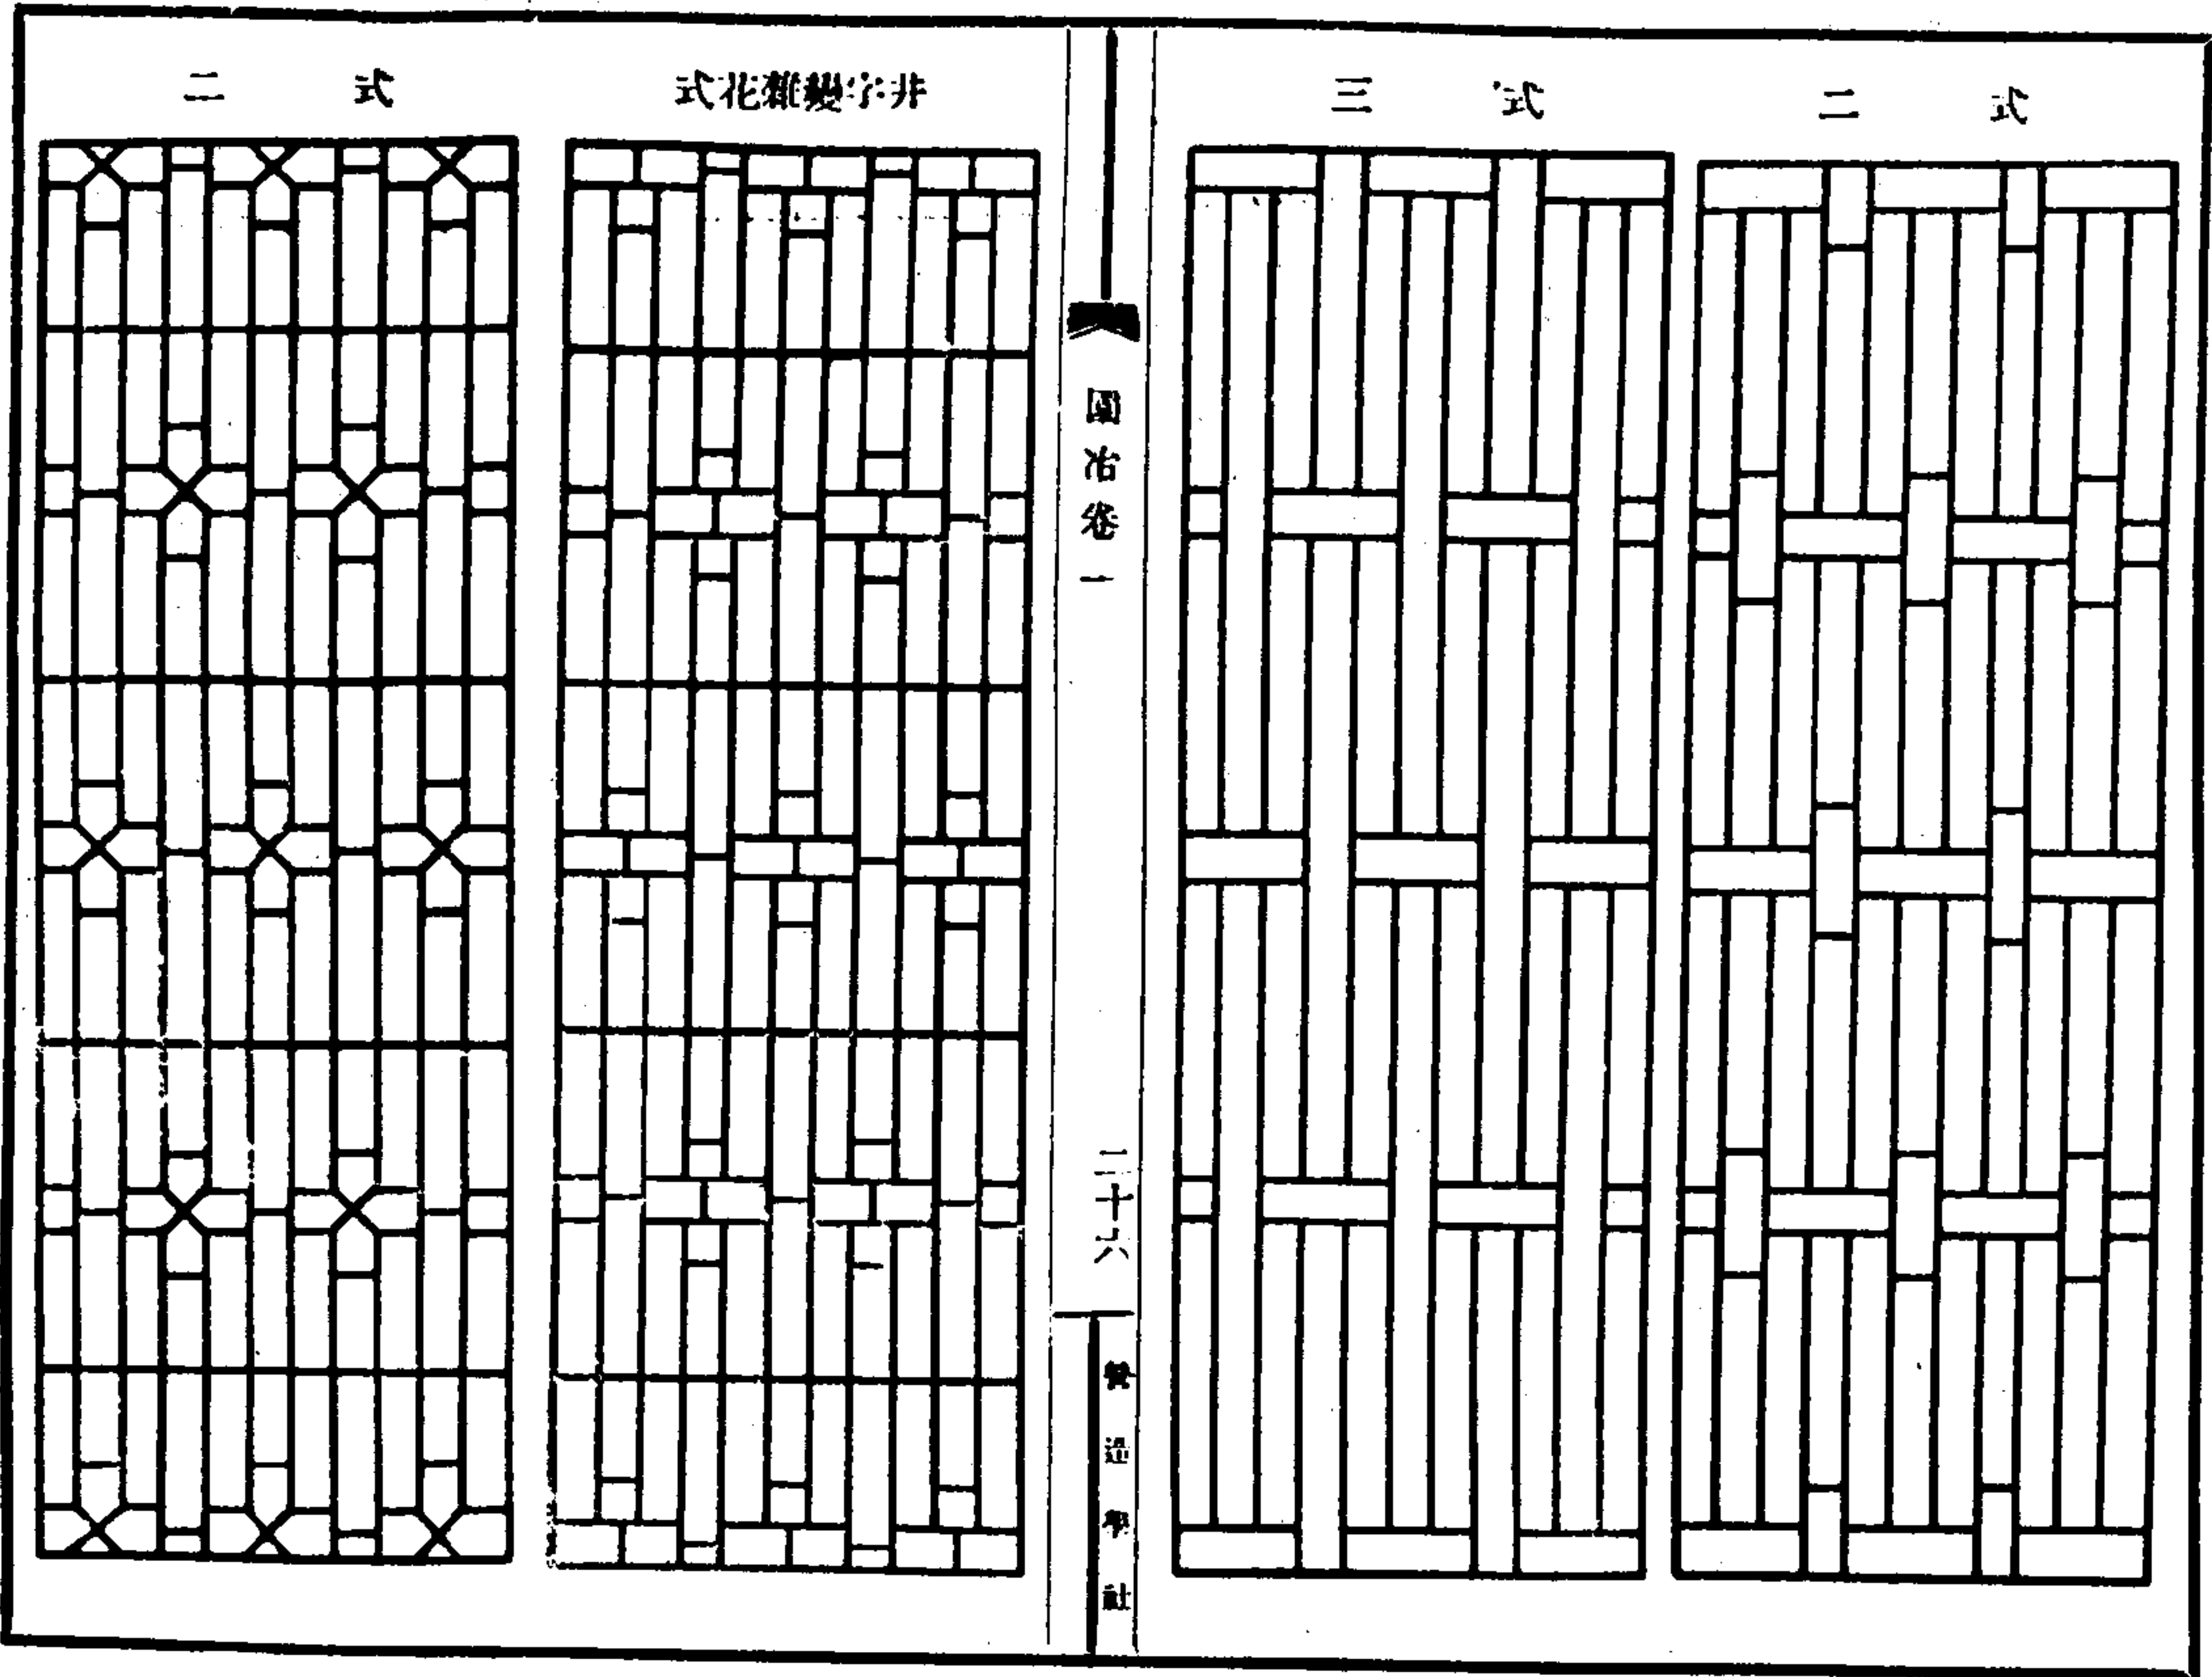 式二
式三
園冶卷一
二十六
營造學社
井字變雜花式
式二